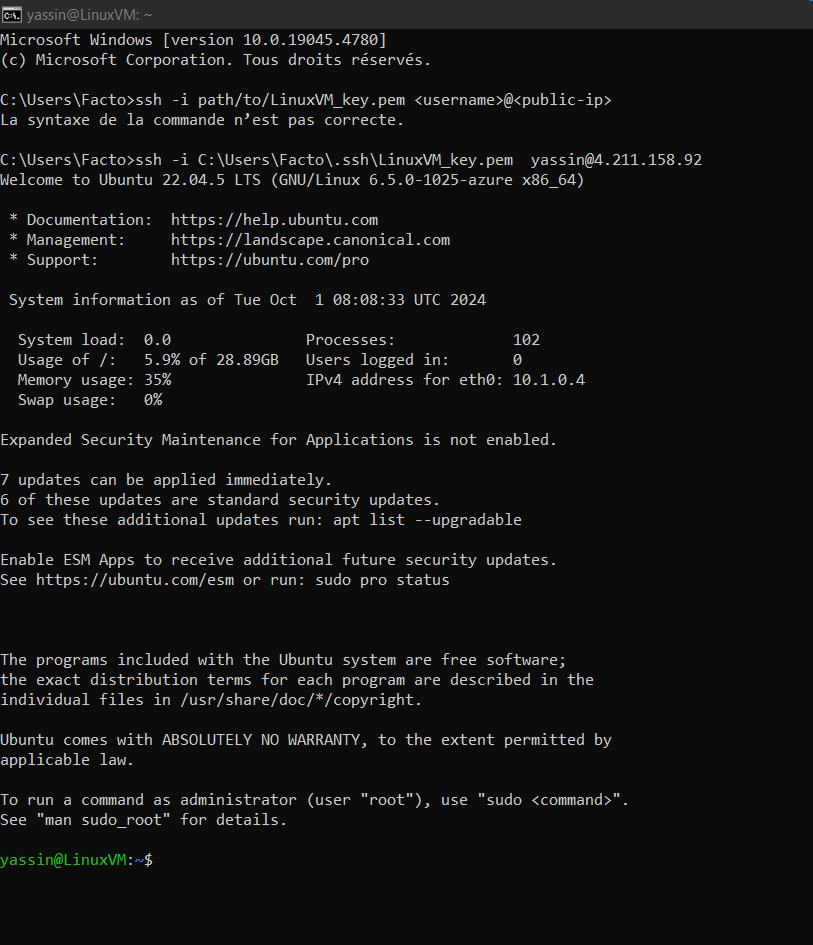 yassin@LinuxVM: ~
Microsoft Windows [version 10.0.19045.4780]
(c) Microsoft Corporation. Tous droits réservés.
C:\Users\Facto>ssh -i path/to/LinuxVM_key.pem <username>@<public-ip>
La syntaxe de la commande n’est pas correcte.
C:\Users\Facto>ssh -i C:\Users\Facto\.ssh\LinuxVM_key.pem  yassin@4.211.158.92
Welcome to Ubuntu 22.04.5 LTS (GNU/Linux 6.5.0-1025-azure x86_64)
* Documentation:  https://help.ubuntu.com
* Management:     https://landscape.canonical.com
* Support:        https://ubuntu.com/pro
System information as of Tue Oct  1 08:08:33 UTC 2024
System load:  0.0               Processes:             102
Usage of /:   5.9% of 28.89GB   Users logged in:       0
Memory usage: 35%               IPv4 address for eth0: 10.1.0.4
Swap usage:   0%
Expanded Security Maintenance for Applications is not enabled.
7 updates can be applied immediately.
6 of these updates are standard security updates.
To see these additional updates run: apt list --upgradable
Enable ESM Apps to receive additional future security updates.
See https://ubuntu.com/esm or run: sudo pro status
The programs included with the Ubuntu system are free software;
the exact distribution terms for each program are described in the
individual files in /usr/share/doc/*/copyright.
Ubuntu comes with ABSOLUTELY NO WARRANTY, to the extent permitted by
applicable law.
To run a command as administrator (user "root"), use "sudo <command>".
See "man sudo_root" for details.
yassin@LinuxVM:~$